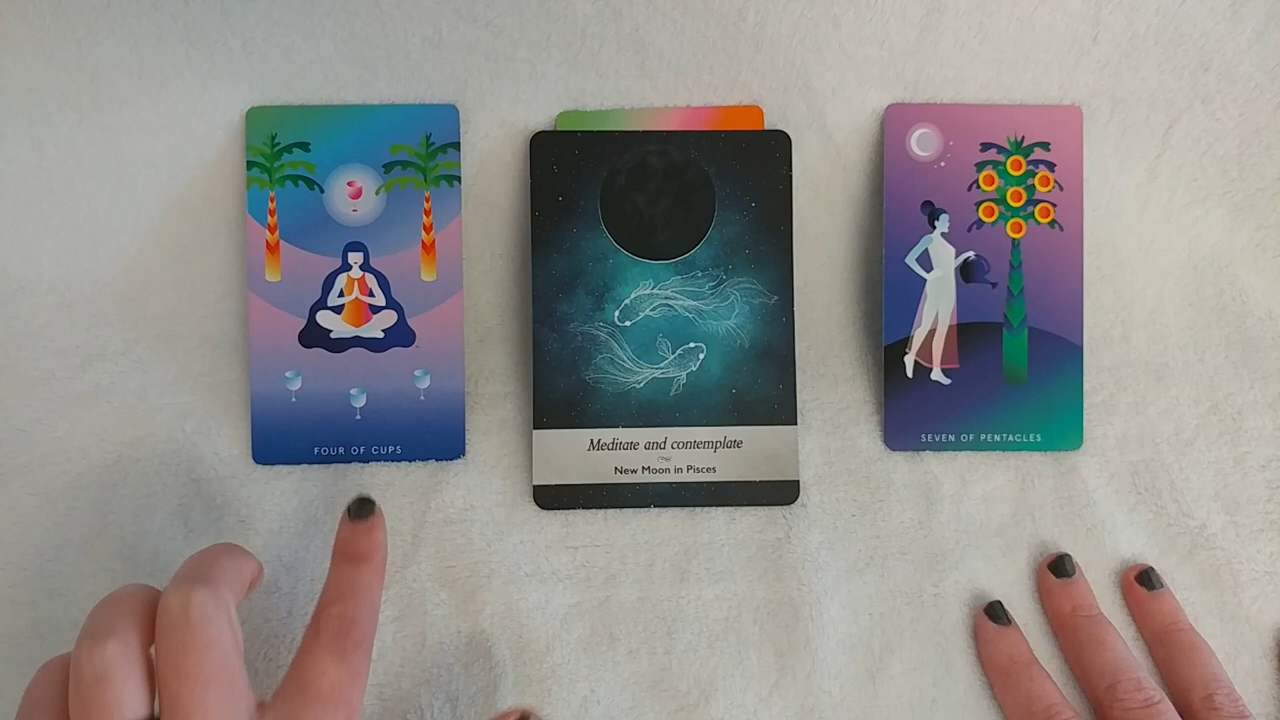 FOUR OF CUPS
Meditate and contemplate
New Moon in Pisces
SEVEN OF PENTACLES